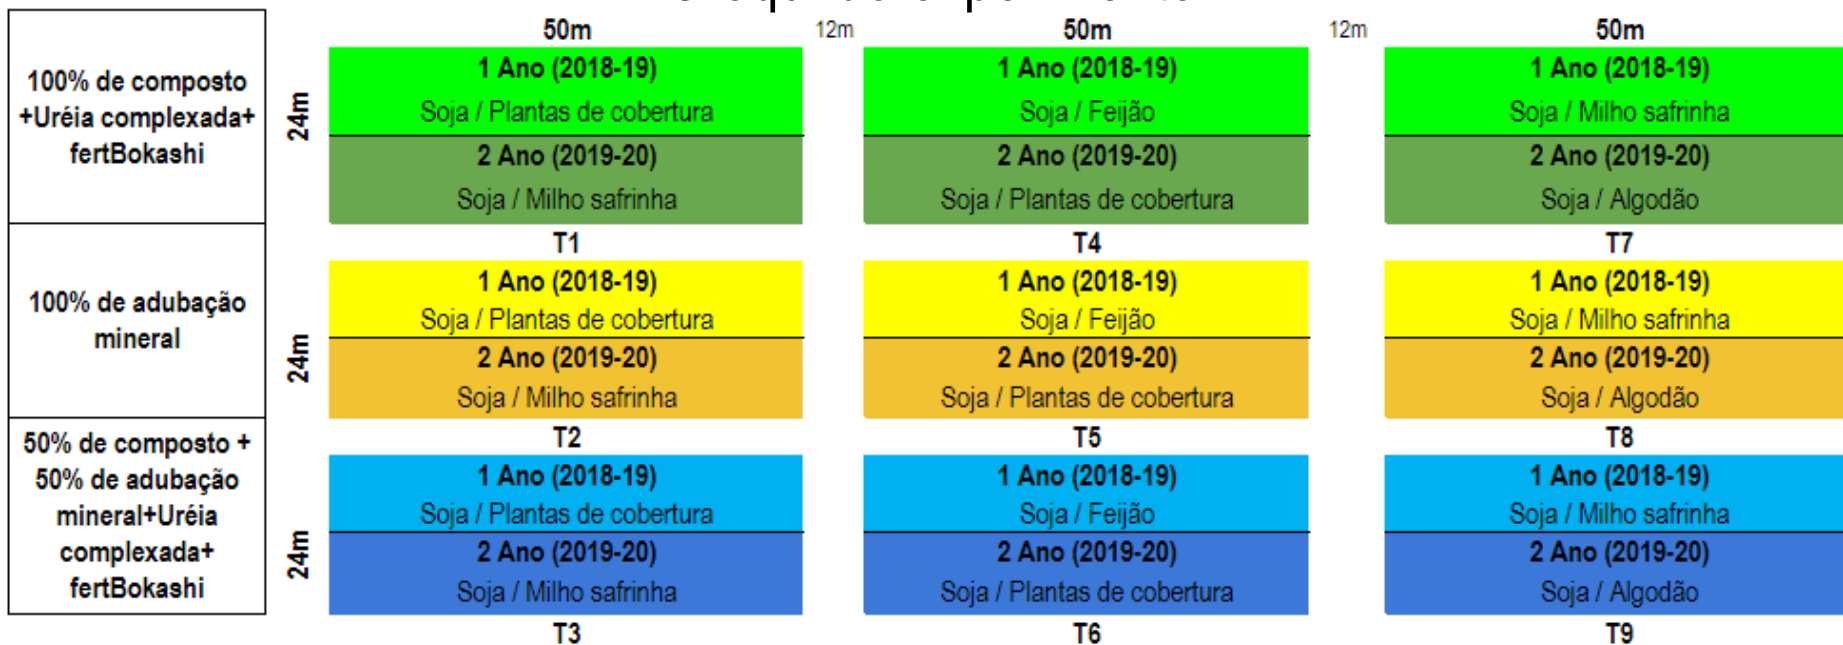 50m 12m 50m 12m 50m
100% de composto
+Uréia complexada+
fertBokashi
24m
1 Ano (2018-19)
Soja / Plantas de cobertura
2 Ano (2019-20)
Soja / Milho safrinha
T1
1 Ano (2018-19)
Soja / Feijão
2 Ano (2019-20)
Soja / Plantas de cobertura
T4
1 Ano (2018-19)
Soja / Milho safrinha
2 Ano (2019-20)
Soja / Algodão
T7
100% de adubação
mineral
24m
1 Ano (2018-19)
Soja / Plantas de cobertura
2 Ano (2019-20)
Soja / Milho safrinha
T2
1 Ano (2018-19)
Soja / Feijão
2 Ano (2019-20)
Soja / Plantas de cobertura
T5
1 Ano (2018-19)
Soja / Milho safrinha
2 Ano (2019-20)
Soja / Algodão
T8
50% de composto +
50% de adubação
mineral+Uréia
complexada+
fertBokashi
24m
1 Ano (2018-19)
Soja / Plantas de cobertura
2 Ano (2019-20)
Soja / Milho safrinha
T3
1 Ano (2018-19)
Soja / Feijão
2 Ano (2019-20)
Soja / Plantas de cobertura
T6
1 Ano (2018-19)
Soja / Milho safrinha
2 Ano (2019-20)
Soja / Algodão
T9